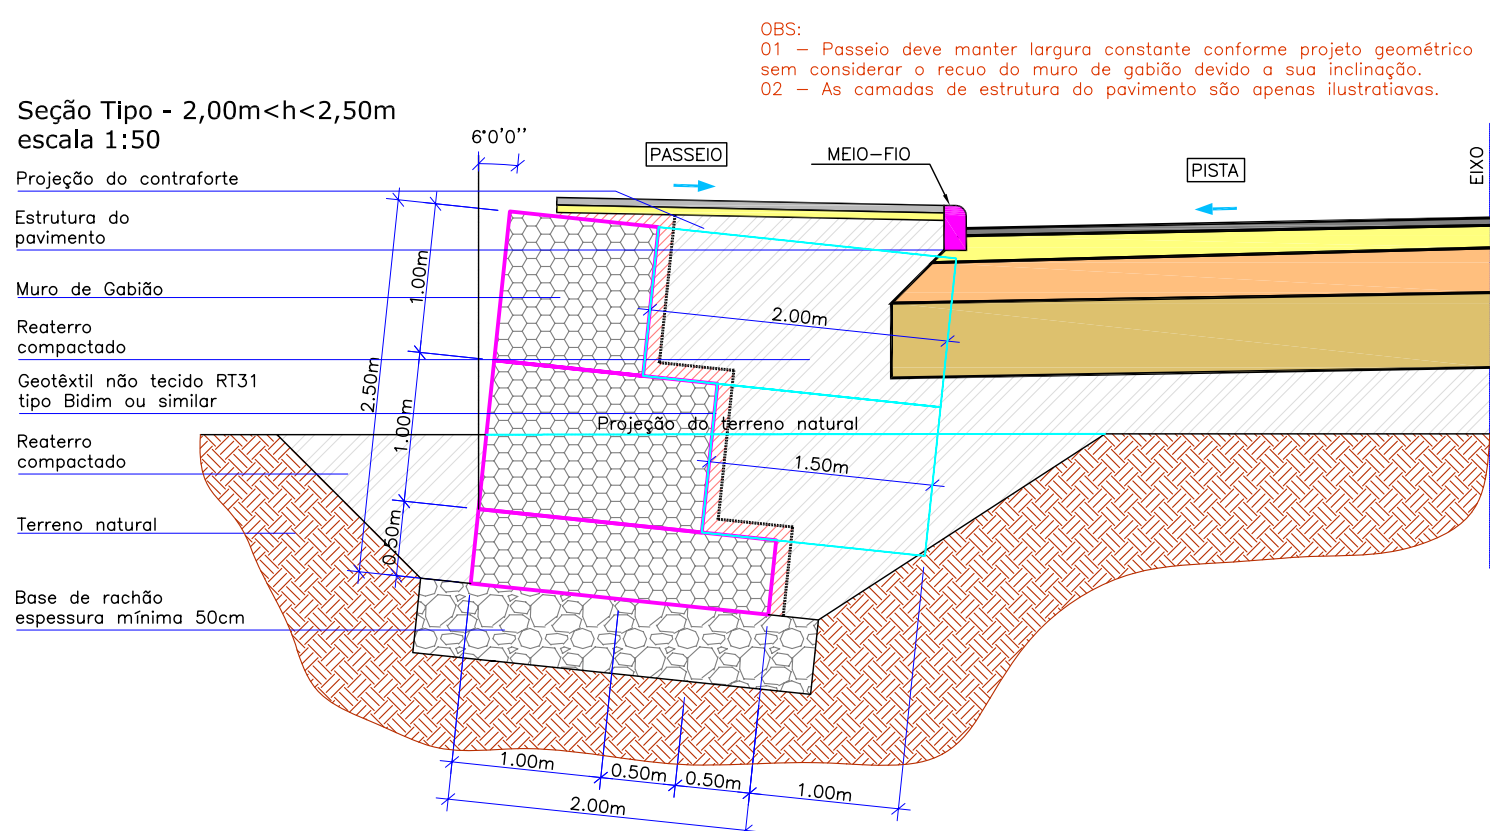 OBS:
01 – Passeio deve manter largura constante conforme projeto geométrico
sem considerar o recuo do muro de gabião devido a sua inclinação.
02 – As camadas de estrutura do pavimento são apenas ilustratiavas.
Seção Tipo - 2,00m<h<2,50m
escala 1:50
6°0'0''
PASSEIO
MEIO-FIO
PISTA
EIXO
Projeção do contraforte
Estrutura do
pavimento
Muro de Gabião
Reaterro
compactado
Geotêxtil não tecido RT31
tipo Bidim ou similar
Reaterro
compactado
Terreno natural
Base de rachão
espessura mínima 50cm
1.00m
2.50m
1.00m
0.50m
2.00m
Projeção do terreno natural
1.50m
1.00m
0.50m
0.50m
1.00m
2.00m